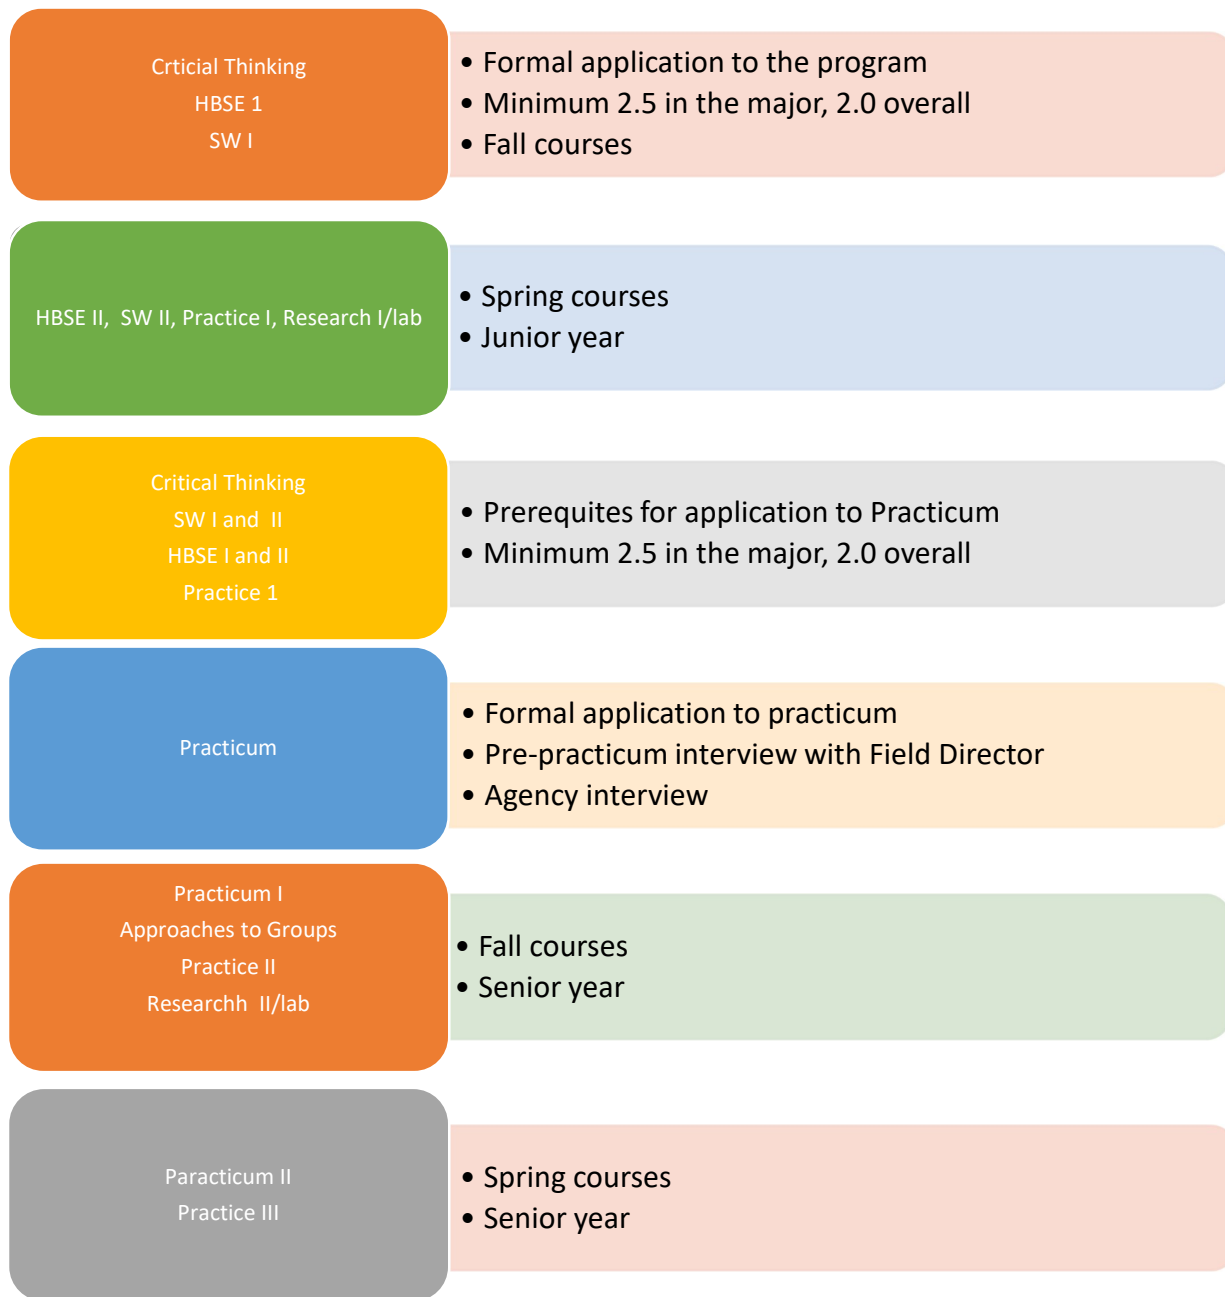 Crticial Thinking
HBSE 1
SW I
• Formal application to the program
• Minimum 2.5 in the major, 2.0 overall
• Fall courses
HBSE II, SW II, Practice I, Research I/lab
• Spring courses
• Junior year
Critical Thinking
SW I and II
HBSE I and II
Practice 1
• Prerequites for application to Practicum
• Minimum 2.5 in the major, 2.0 overall
Practicum
• Formal application to practicum
• Pre-practicum interview with Field Director
• Agency interview
Practicum I
Approaches to Groups
Practice II
Researchh II/lab
• Fall courses
• Senior year
Paracticum II
Practice III
• Spring courses
• Senior year